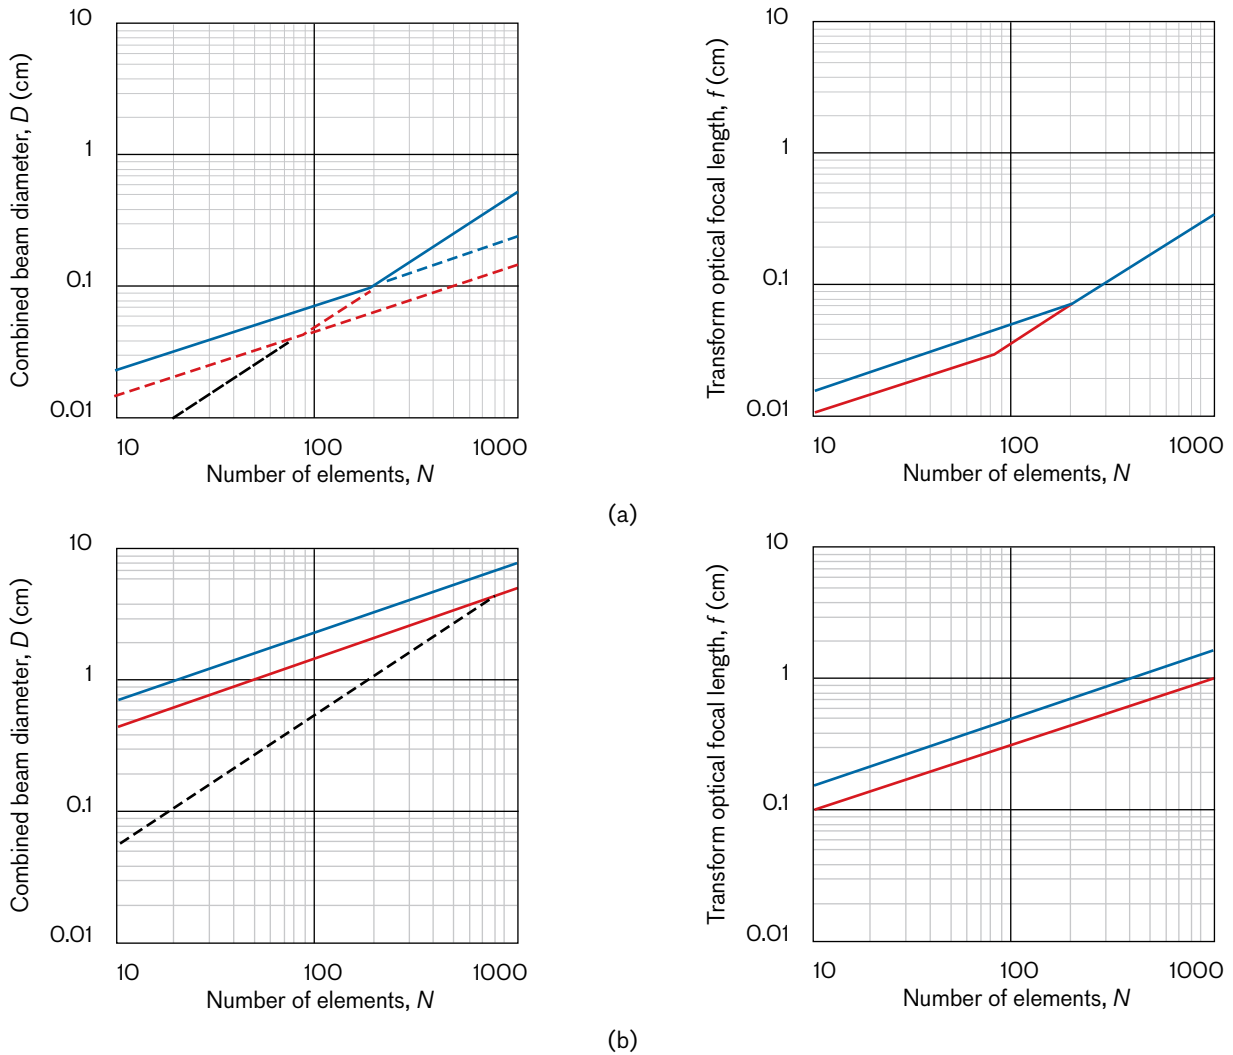 Combined beam diameter, D (cm)
10
1
0.1
0.01
10 100 1000
Number of elements, N
Transform optical focal length, f (cm)
10
1
0.1
0.01
10 100 1000
Number of elements, N
(a)
Combined beam diameter, D (cm)
10
1
0.1
0.01
10 100 1000
Number of elements, N
Transform optical focal length, f (cm)
10
1
0.1
0.01
10 100 1000
Number of elements, N
(b)